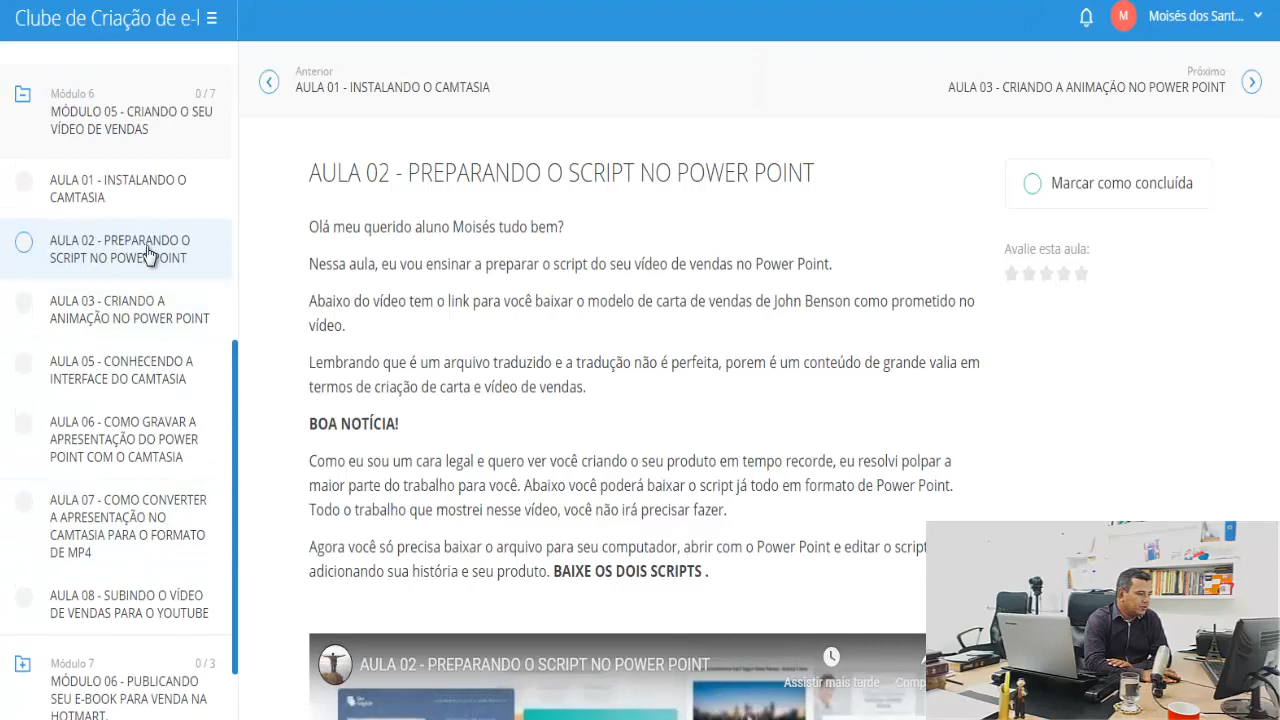 Clube de Criação de e-l
M
Moisés dos Sant...
Anterior
AULA 01 - INSTALANDO O CAMTASIA
Próximo
AULA 03 - CRIANDO A ANIMAÇÃO NO POWER POINT
Módulo 6
0 / 7
MÓDULO 05 - CRIANDO O SEU
VÍDEO DE VENDAS
AULA 01 - INSTALANDO O
CAMTASIA
AULA 02 - PREPARANDO O
SCRIPT NO POWER POINT
AULA 03 - CRIANDO A
ANIMAÇÃO NO POWER POINT
AULA 05 - CONHECENDO A
INTERFACE DO CAMTASIA
AULA 06 - COMO GRAVAR A
APRESENTAÇÃO DO POWER
POINT COM O CAMTASIA
AULA 07 - COMO CONVERTER
A APRESENTAÇÃO NO
CAMTASIA PARA O FORMATO
DE MP4
AULA 08 - SUBINDO O VÍDEO
DE VENDAS PARA O YOUTUBE
Módulo 7
0 / 3
MÓDULO 06 - PUBLICANDO
SEU E-BOOK PARA VENDA NA
HOTMART.
AULA 02 - PREPARANDO O SCRIPT NO POWER POINT
Olá meu querido aluno Moisés tudo bem?
Nessa aula, eu vou ensinar a preparar o script do seu vídeo de vendas no Power Point.
Abaixo do vídeo tem o link para você baixar o modelo de carta de vendas de John Benson como prometido no
vídeo.
Lembrando que é um arquivo traduzido e a tradução não é perfeita, porem é um conteúdo de grande valia em
termos de criação de carta e vídeo de vendas.
BOA NOTÍCIA!
Como eu sou um cara legal e quero ver você criando o seu produto em tempo recorde, eu resolvi polpar a
maior parte do trabalho para você. Abaixo você poderá baixar o script já todo em formato de Power Point.
Todo o trabalho que mostrei nesse vídeo, você não irá precisar fazer.
Agora você só precisa baixar o arquivo para seu computador, abrir com o Power Point e editar o script
adicionando sua história e seu produto. BAIXE OS DOIS SCRIPTS .
AULA 02 - PREPARANDO O SCRIPT NO POWER POINT
Assistir mais tarde
Comp
Marcar como concluída
Avalie esta aula: